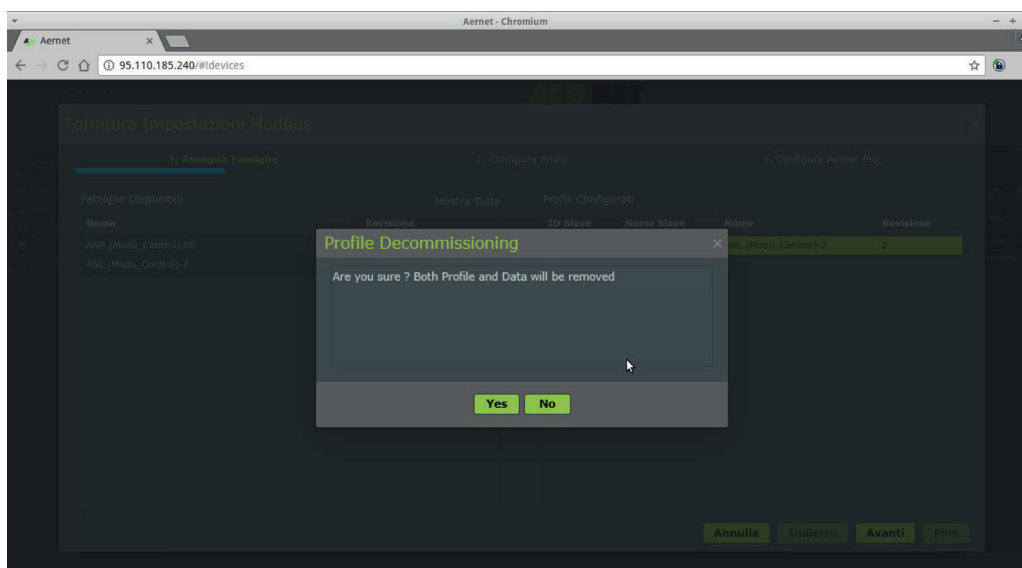 Aernet - Chromium
Aernet
95.110.185.240/#!devices
Fornitura Impostazioni Modbus
1. Assegna Famiglie
2. Configura Profili
3. Configura Aernet Pro
Famiglie Disponibili
Mostra Tutte
Profili Configurati
Nome
Revisione
ID Slave
Nome Slave
Nome
Revisione
ANR (Modu_Control)-00
ANL (Modu_Control)-2
2
ANL (Modu_Control)-2
Profile Decommissioning
Are you sure ? Both Profile and Data will be removed
Yes
No
Annulla
Indietro
Avanti
Fine